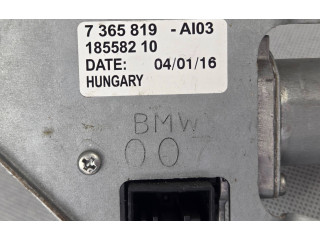 7 365 819 - AI03
185582 10
DATE: 04/01/16
HUNGARY
BMW
007